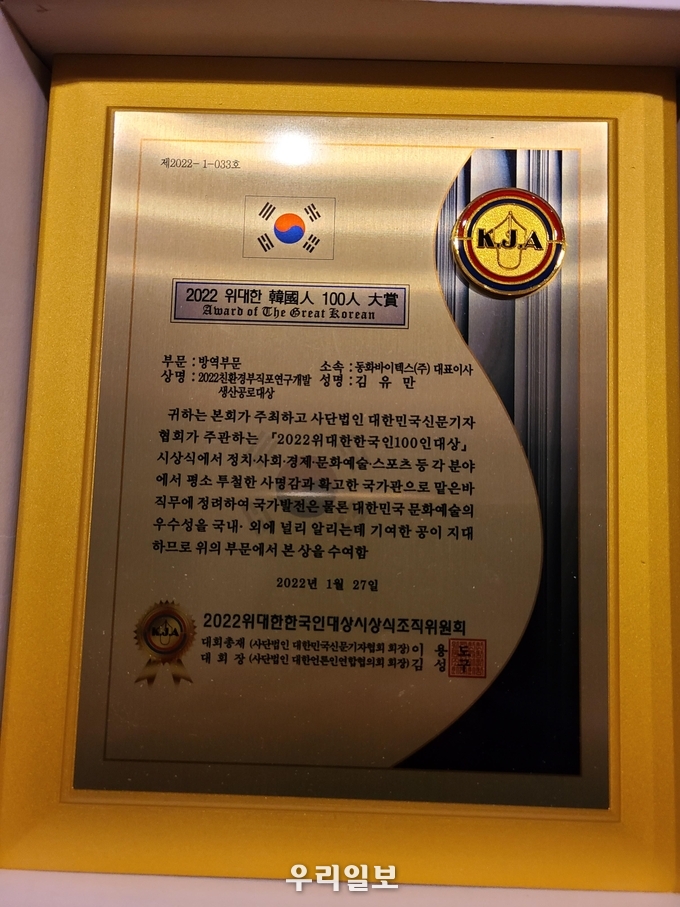 제2022-1-033호
K.J.A
2022 위대한 韓國人 100人 大賞
Award of The Great Korean
부문 : 방역부문
소속 : 동화바이텍스(주) 대표이사
상명 : 2022친환경부직포연구개발
생산공로대상
성명 : 김 유 만
귀하는 본회가 주최하고 사단법인 대한민국신문기자
협회가 주관하는 「2022위대한한국인100인대상」
시상식에서 정치·사회·경제·문화예술·스포츠 등 각 분야
에서 평소 투철한 사명감과 확고한 국가관으로 맡은바
직무에 정려하여 국가발전은 물론 대한민국 문화예술의
우수성을 국내· 외에 널리 알리는데 기여한 공이 지대
하므로 위의 부문에서 본 상을 수여함
2022년 1월 27일
2022위대한한국인대상시상식조직위원회
K.J.A
대회총재 (사단법인 대한민국신문기자협회 회장) 이 용 도
대 회 장 (사단법인 대한언론인연합협의회 회장) 김 성 구
우리일보